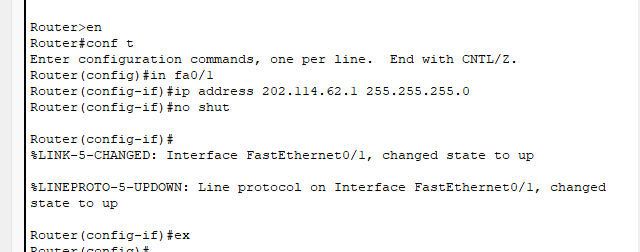 Router>en
Router#conf t
Enter configuration commands, one per line.  End with CNTL/Z.
Router(config)#in fa0/1
Router(config-if)#ip address 202.114.62.1 255.255.255.0
Router(config-if)#no shut
Router(config-if)#
%LINK-5-CHANGED: Interface FastEthernet0/1, changed state to up
%LINEPROTO-5-UPDOWN: Line protocol on Interface FastEthernet0/1, changed
state to up
Router(config-if)#ex
Router(config)#